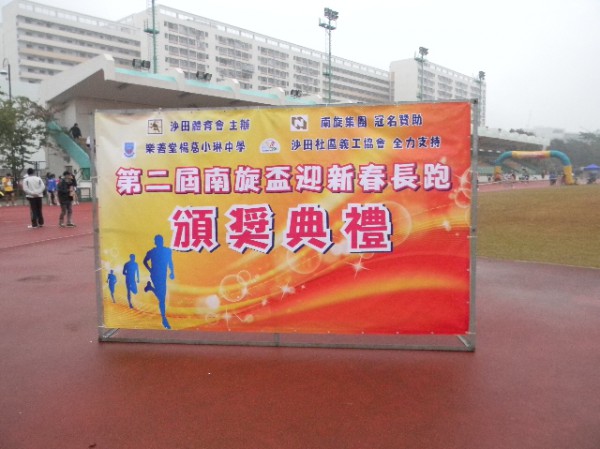 沙田體育會 主辦 南旋集團 冠名贊助
樂善堂楊葛小琳中學 沙田社區義工協會 全力支持
第二屆南旋盃迎新春長跑
頒獎典禮